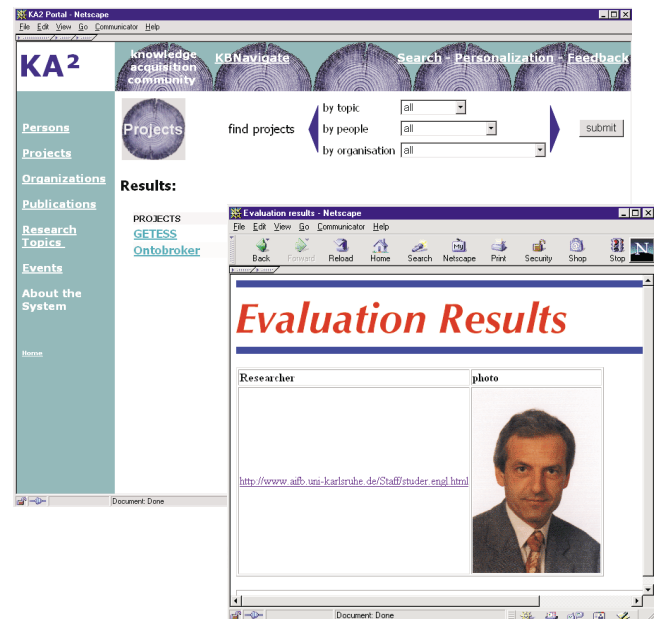 KA2 Portal - Netscape
File Edit View Go Communicator Help
KA²
knowledge
acquisition
community
KBNavigate
Search - Personalization - Feedback
Persons
Projects
Organizations
Publications
Research
Topics
Events
About the
System
Home
Projects
find projects
by topic all
by people all
by organisation all
submit
Results:
PROJECTS
GETESS
Ontobroker
Document: Done
Evaluation results - Netscape
File Edit View Go Communicator Help
Back Forward Reload Home Search Netscape Print Security Shop Stop
My
N
Evaluation Results
Researcher photo
http://www.aifb.uni-karlsruhe.de/Staff/studer.engl.html
Document: Done